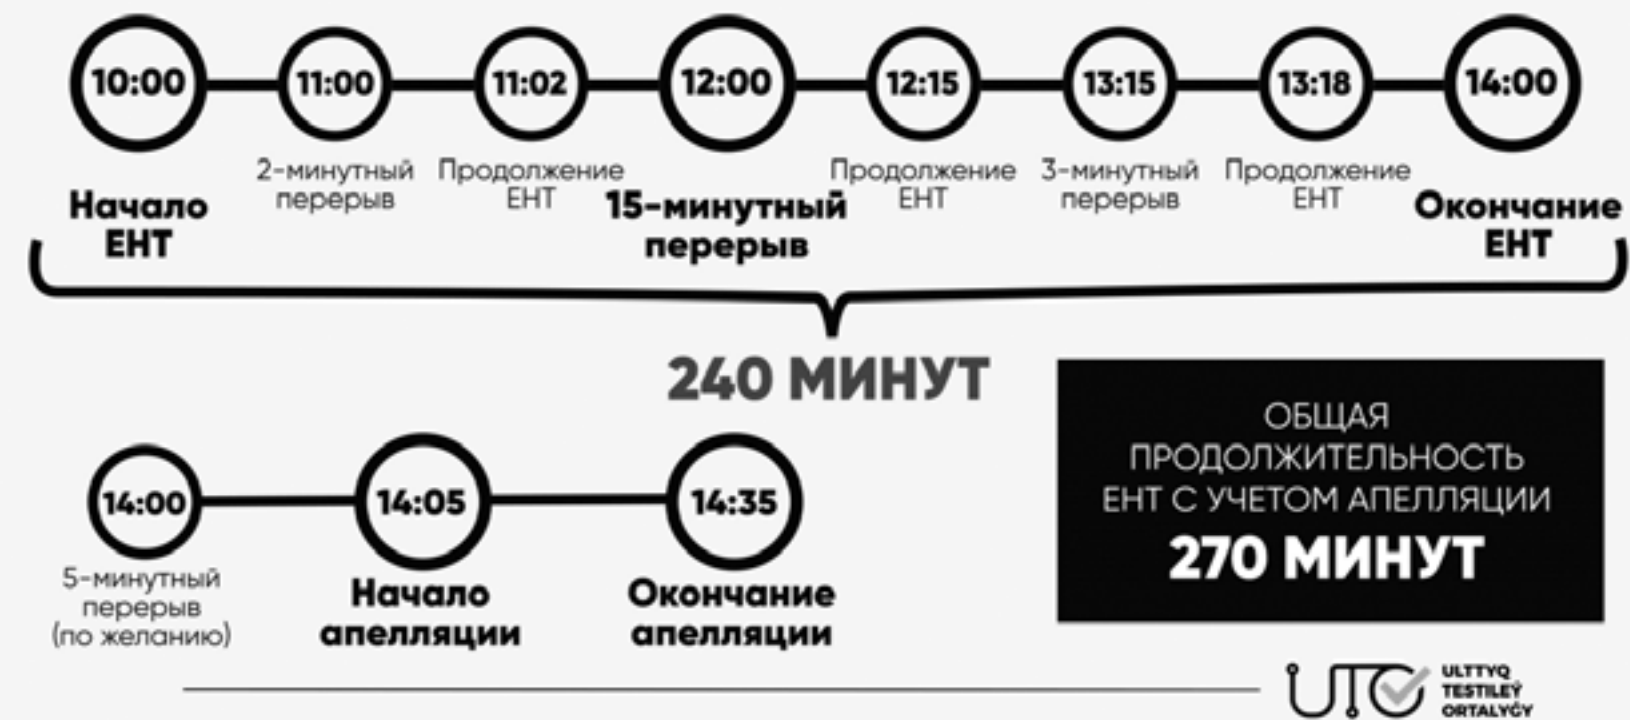 10:00 11:00 11:02 12:00 12:15 13:15 13:18 14:00
2-минутный Продолжение Продолжение 3-минутный Продолжение
перерыв ЕНТ ЕНТ перерыв ЕНТ
Начало 15-минутный Окончание
ЕНТ перерыв ЕНТ
240 МИНУТ
ОБЩАЯ
ПРОДОЛЖИТЕЛЬНОСТЬ
ЕНТ С УЧЕТОМ АПЕЛЛЯЦИИ
270 МИНУТ
14:00 14:05 14:35
5-минутный
перерыв
(по желанию)
Начало
апелляции
Окончание
апелляции
UTO
ULTTYQ
TESTILEÝ
ORTALYǴY